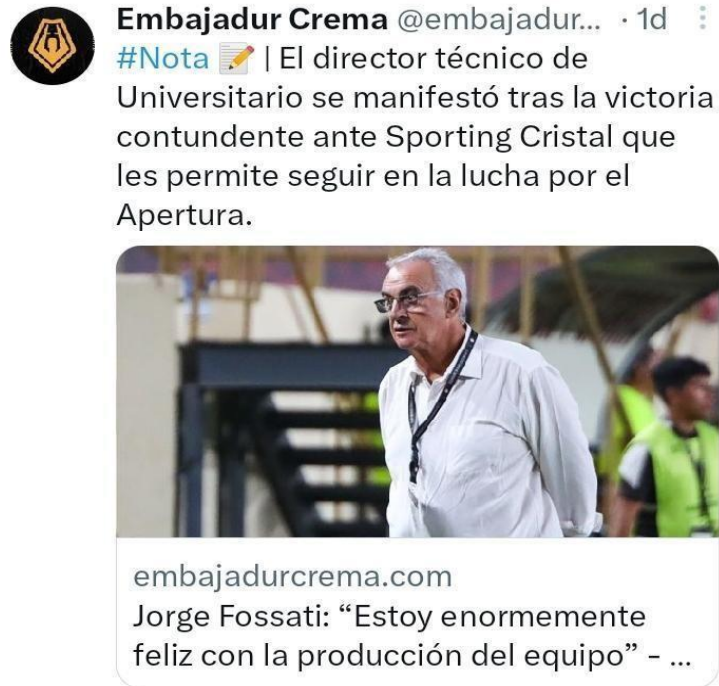 Embajadur Crema @embajadur... · 1d
#Nota 📝 | El director técnico de
Universitario se manifestó tras la victoria
contundente ante Sporting Cristal que
les permite seguir en la lucha por el
Apertura.
embajadurcrema.com
Jorge Fossati: “Estoy enormemente
feliz con la producción del equipo” - ...